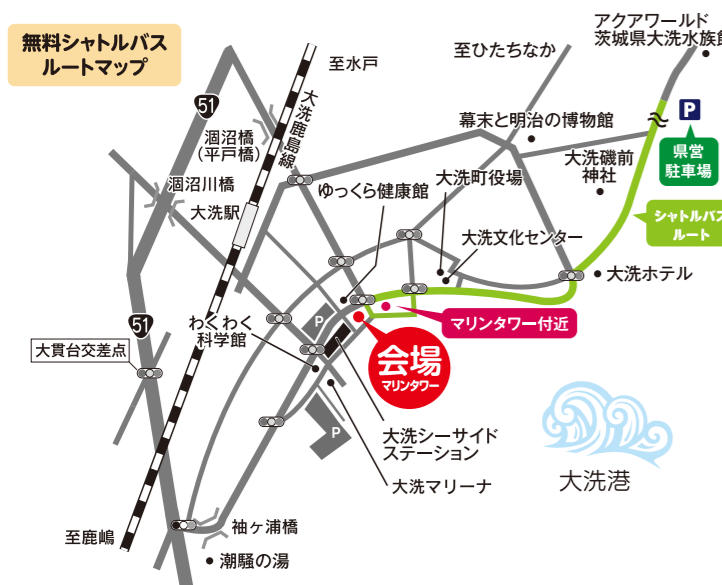 無料シャトルバス
ルートマップ
至水戸
至ひたちなか
アクアワールド
茨城県大洗水族館
51
大洗鹿島線
涸沼橋
(平戸橋)
幕末と明治の博物館
P
県営
駐車場
大洗磯前
神社
涸沼川橋
大洗駅
ゆっくら健康館
大洗町役場
シャトルバス
ルート
大洗文化センター
大洗ホテル
51
わくわく
科学館
P
マリンタワー付近
大貫台交差点
会場
マリンタワー
P
大洗シーサイド
ステーション
大洗マリーナ
大洗港
至鹿嶋
袖ヶ浦橋
潮騒の湯